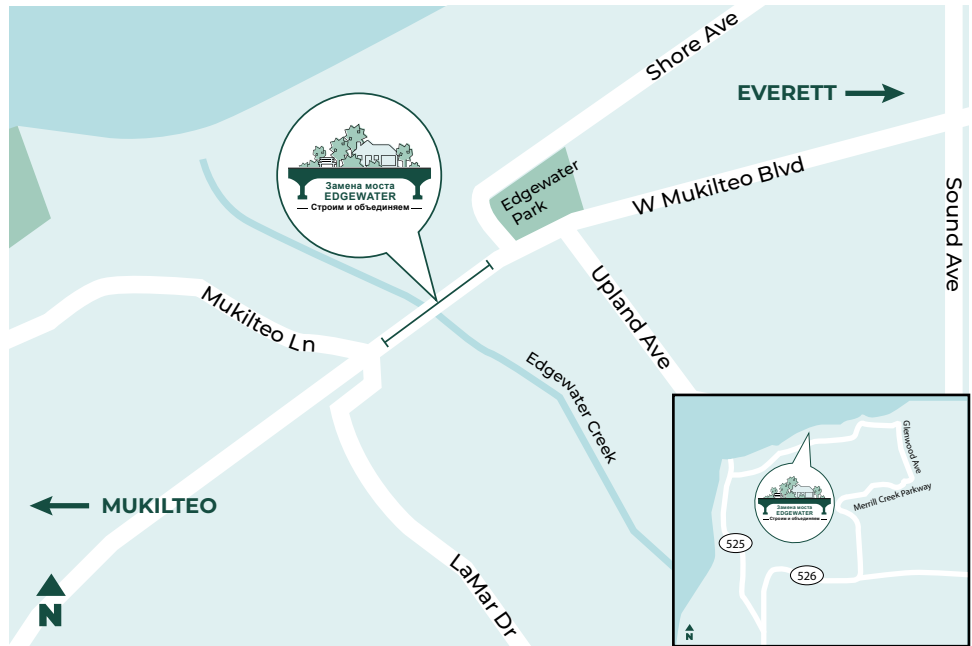 Shore Ave
EVERETT
Замена моста
EDGEWATER
Строим и объединяем
Edgewater
Park
W Mukilteo Blvd
Sound Ave
Mukilteo Ln
Upland Ave
Edgewater Creek
MUKILTEO
LaMar Dr
N
Glenwood Ave
Merrill Creek Parkway
Замена моста
EDGEWATER
Строим и объединяем
525
526
N